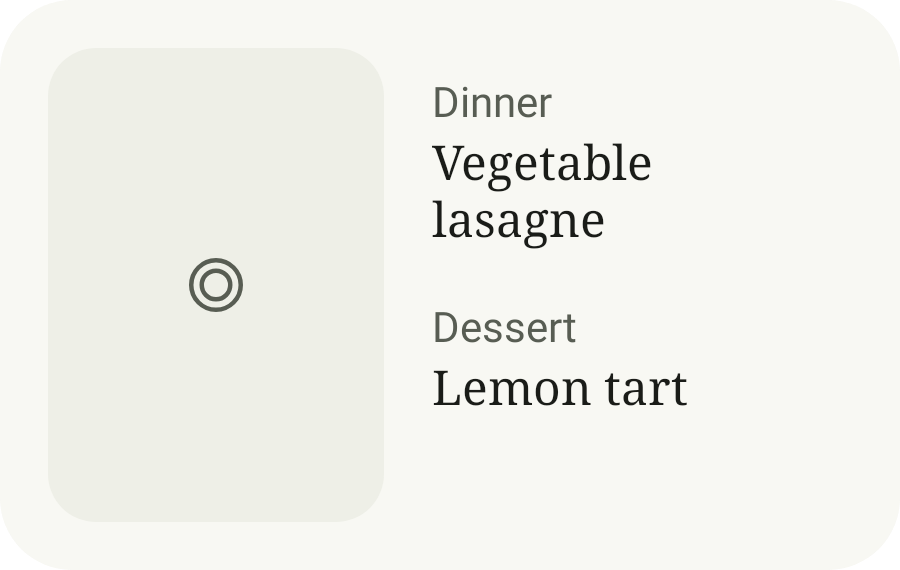 Dinner
Vegetable
lasagne
Dessert
Lemon tart